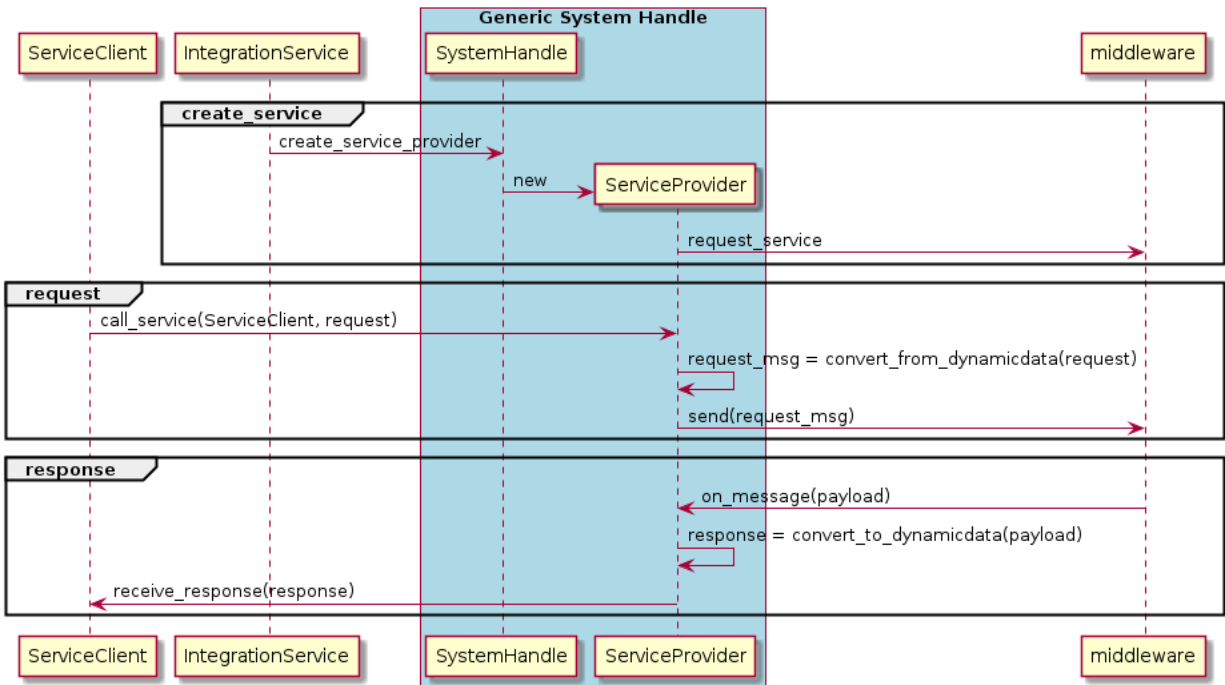 Generic System Handle
ServiceClient
IntegrationService
SystemHandle
middleware
create_service
create_service_provider
new
ServiceProvider
request_service
request
call_service(ServiceClient, request)
request_msg = convert_from_dynamicdata(request)
send(request_msg)
response
on_message(payload)
response = convert_to_dynamicdata(payload)
receive_response(response)
ServiceClient
IntegrationService
SystemHandle
ServiceProvider
middleware